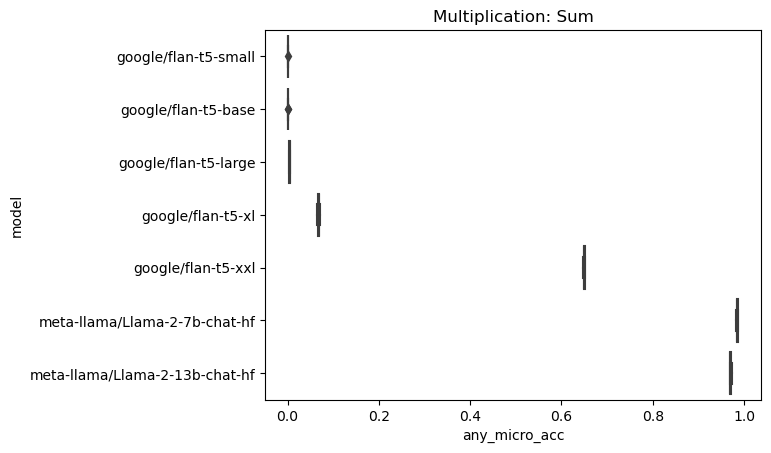 Multiplication: Sum
google/flan-t5-small
google/flan-t5-base
google/flan-t5-large
google/flan-t5-xl
google/flan-t5-xxl
meta-llama/Llama-2-7b-chat-hf
meta-llama/Llama-2-13b-chat-hf
model
0.0 0.2 0.4 0.6 0.8 1.0
any_micro_acc